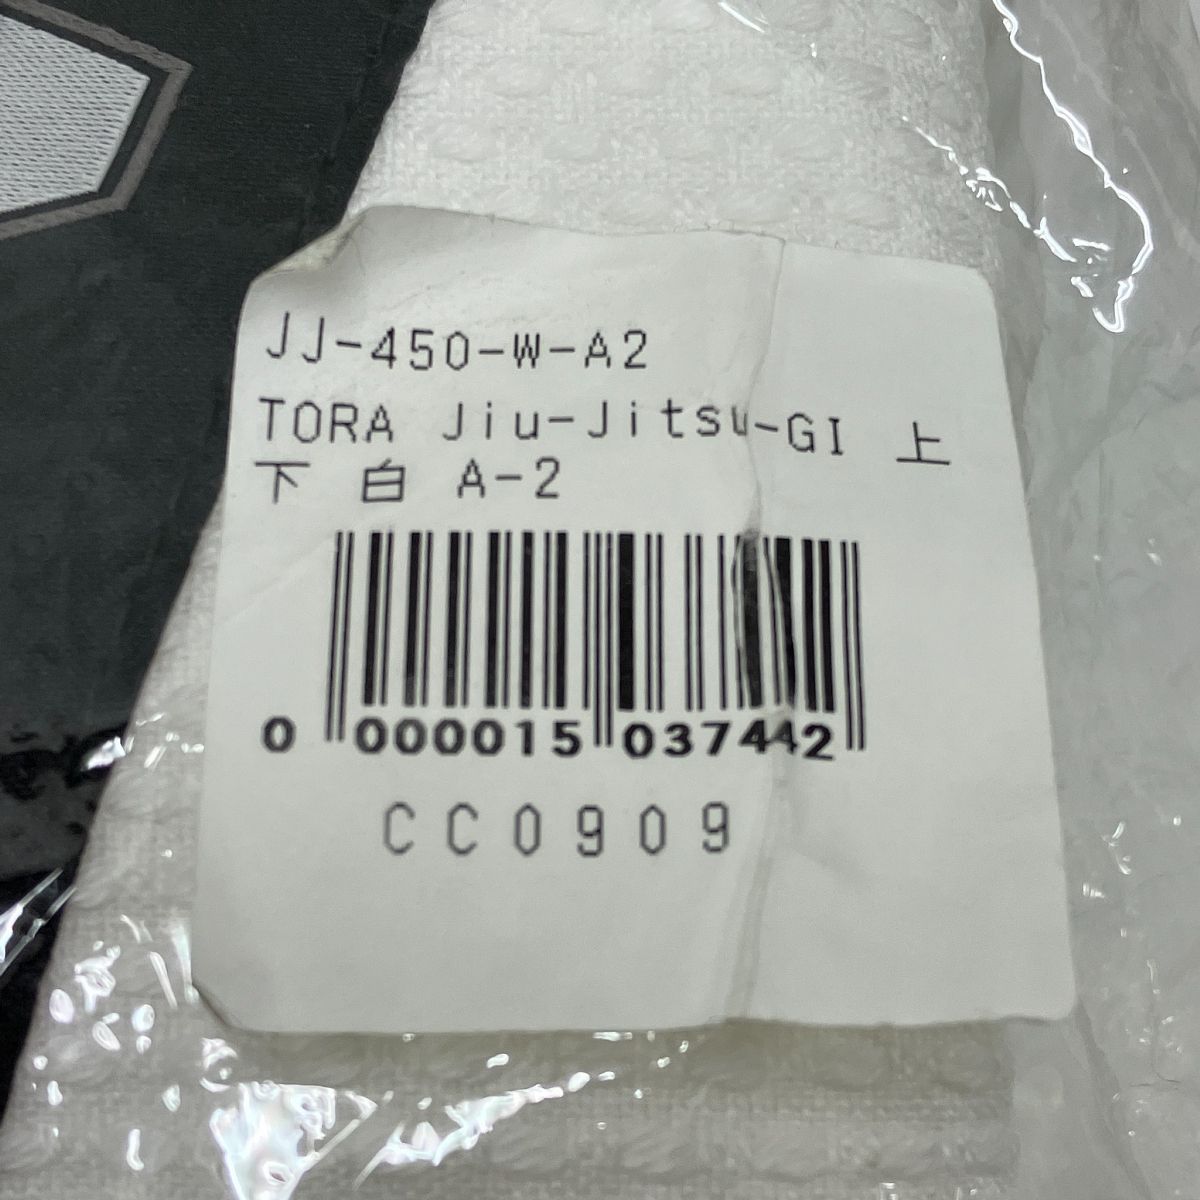 JJ-450-W-A2
TORA Jiu-Jitsu-GI 上
下 白 A-2
0 000015 037442
CC0909